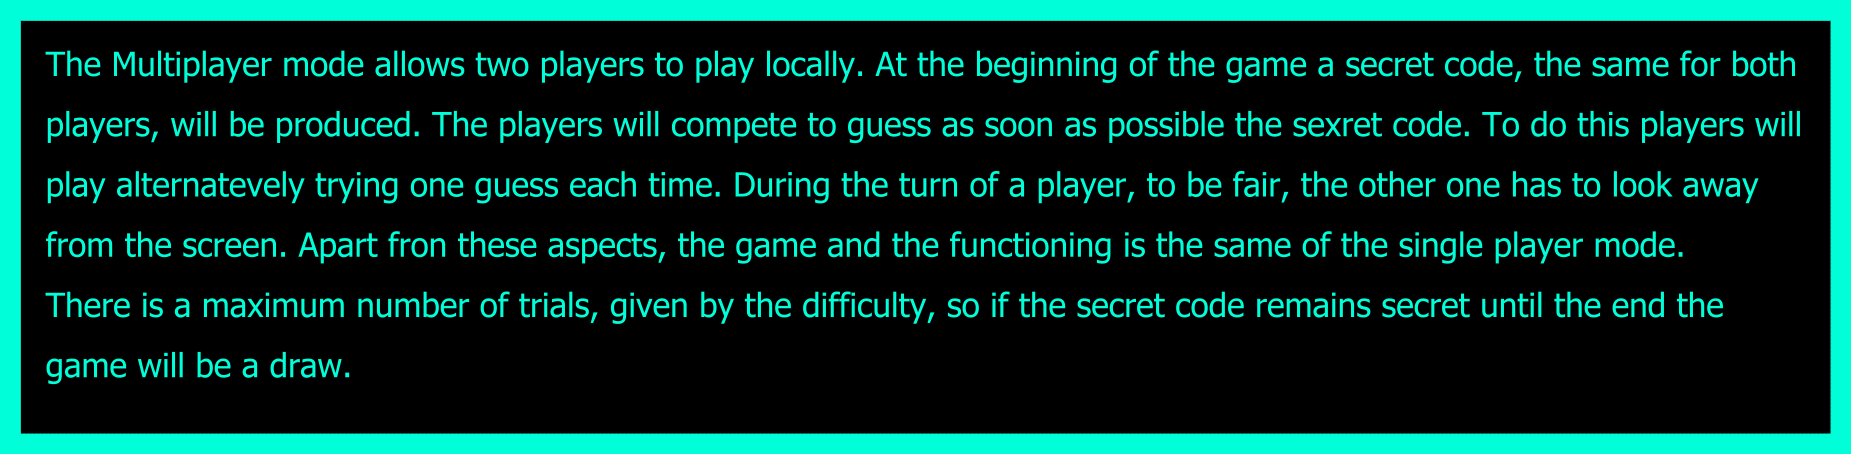 The Multiplayer mode allows two players to play locally. At the beginning of the game a secret code, the same for both
players, will be produced. The players will compete to guess as soon as possible the sexret code. To do this players will
play alternatevely trying one guess each time. During the turn of a player, to be fair, the other one has to look away
from the screen. Apart fron these aspects, the game and the functioning is the same of the single player mode.
There is a maximum number of trials, given by the difficulty, so if the secret code remains secret until the end the
game will be a draw.